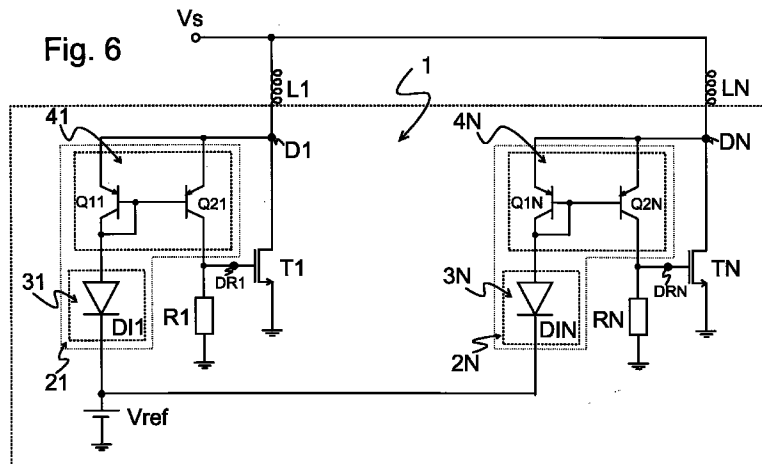 Fig. 6
Vs
L1
1
LN
41
D1
4N
DN
Q11
Q21
Q1N
Q2N
31
DR1
T1
3N
DRN
TN
DI1
R1
DIN
RN
21
2N
Vref